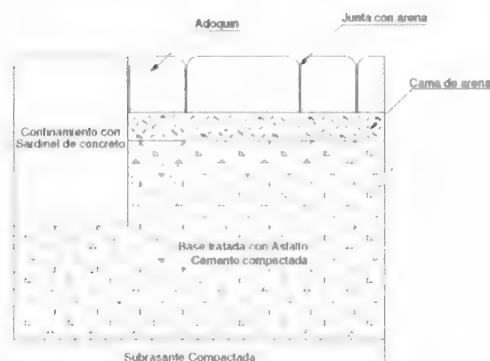 Adoquin
Junta con arena
Cama de arena
Confinamiento con
Sardinel de concreto
Base tratada con Asfalto
Cemento compactada
Subrasante Compactada